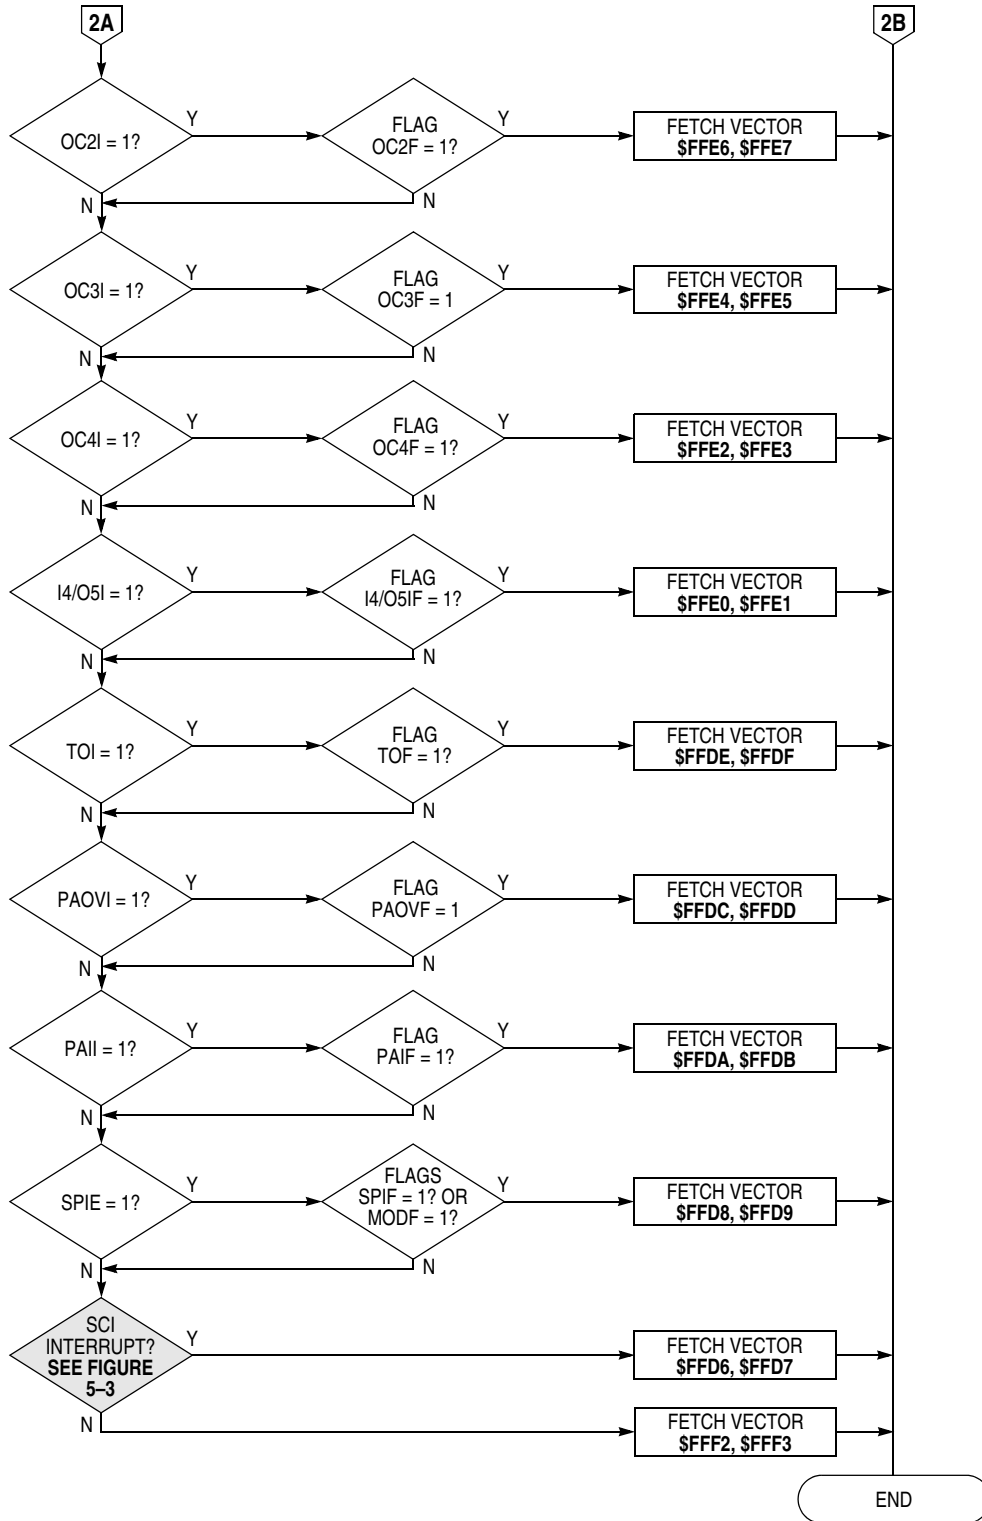 2A
2B
OC2I = 1?
Y
FLAG
OC2F = 1?
Y
FETCH VECTOR
$FFE6, $FFE7
N
N
OC3I = 1?
Y
FLAG
OC3F = 1
Y
FETCH VECTOR
$FFE4, $FFE5
N
N
OC4I = 1?
Y
FLAG
OC4F = 1?
Y
FETCH VECTOR
$FFE2, $FFE3
N
N
I4/O5I = 1?
Y
FLAG
I4/O5IF = 1?
Y
FETCH VECTOR
$FFE0, $FFE1
N
N
TOI = 1?
Y
FLAG
TOF = 1?
Y
FETCH VECTOR
$FFDE, $FFDF
N
N
PAOVI = 1?
Y
FLAG
PAOVF = 1
Y
FETCH VECTOR
$FFDC, $FFDD
N
N
PAII = 1?
Y
FLAG
PAIF = 1?
Y
FETCH VECTOR
$FFDA, $FFDB
N
N
SPIE = 1?
Y
FLAGS
SPIF = 1? OR
MODF = 1?
Y
FETCH VECTOR
$FFD8, $FFD9
N
N
SCI
INTERRUPT?
SEE FIGURE
5–3
Y
FETCH VECTOR
$FFD6, $FFD7
N
FETCH VECTOR
$FFF2, $FFF3
END